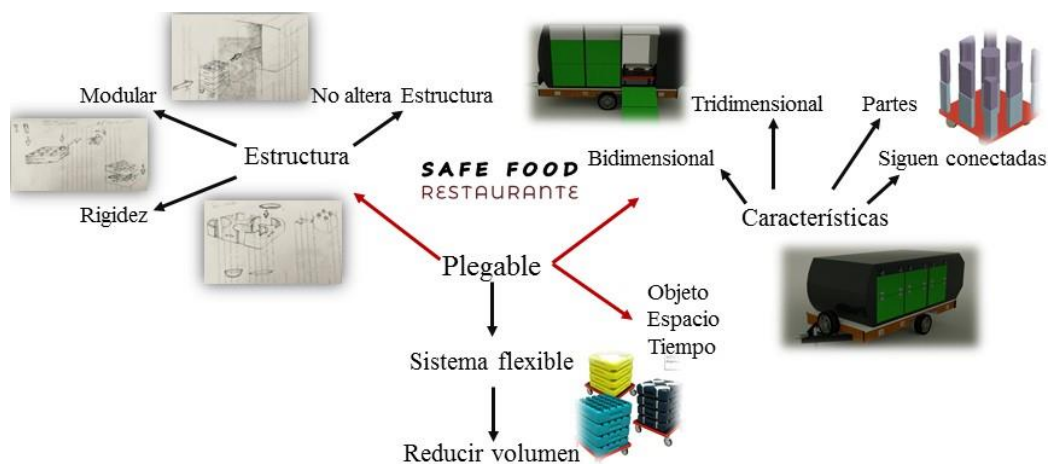 Modular
No altera Estructura
Estructura
Rigidez
SAFE FOOD
RESTAURANTE
Tridimensional
Partes
Bidimensional
Siguen conectadas
Características
Plegable
Objeto
Espacio
Tiempo
Sistema flexible
Reducir volumen